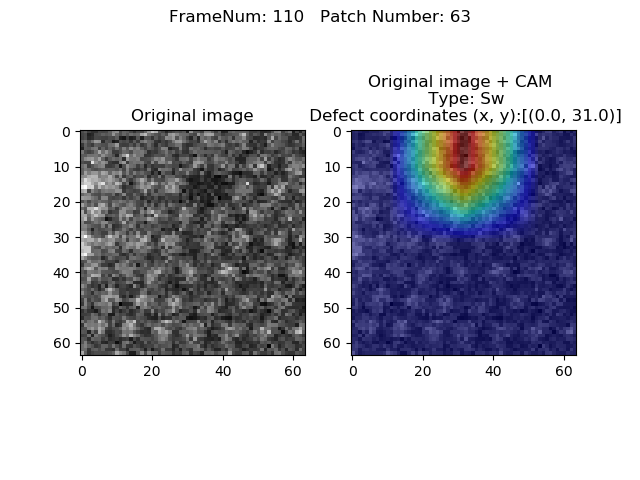 FrameNum: 110   Patch Number: 63
Original image
0
10
20
30
40
50
60
0 20 40 60
Original image + CAM
Type: Sw
Defect coordinates (x, y):[(0.0, 31.0)]
0
10
20
30
40
50
60
0 20 40 60